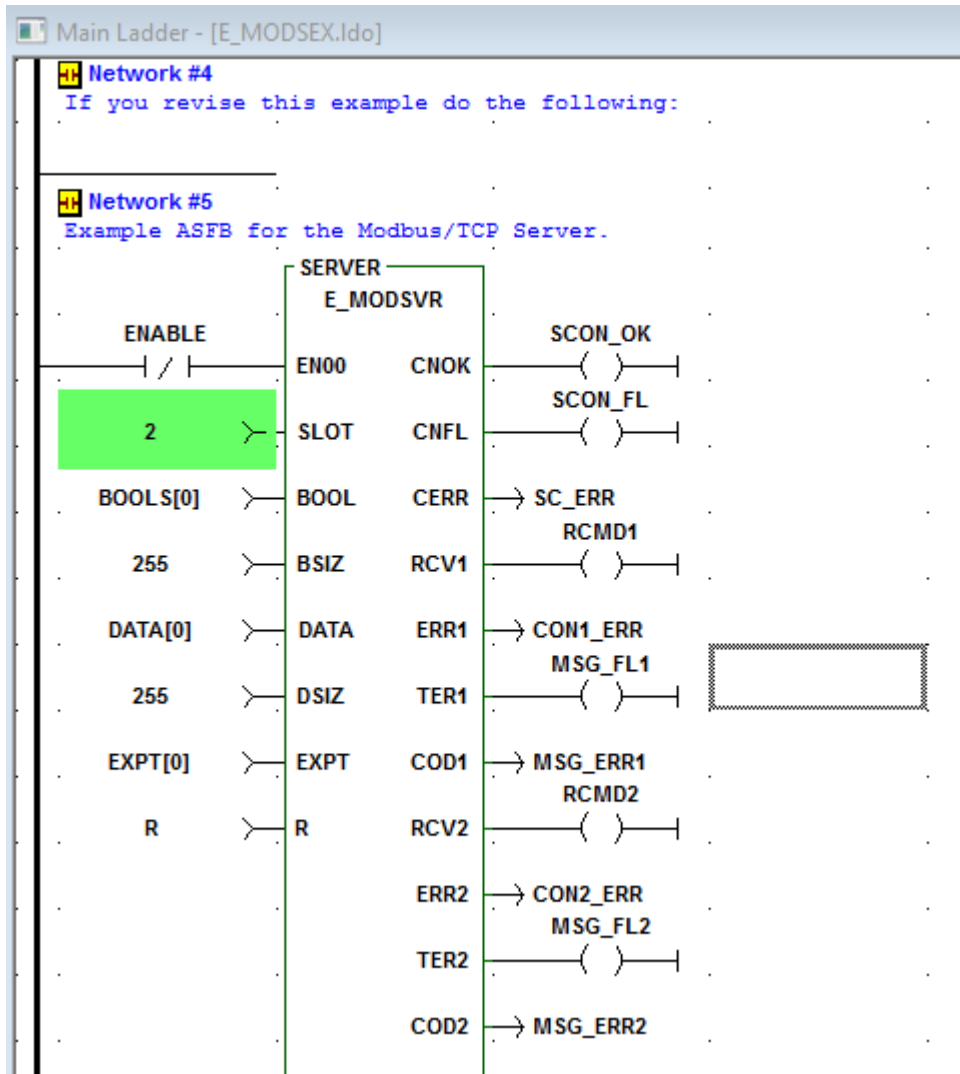 Main Ladder - [E_MODSEX.ldo]
Network #4
If you revise this example do the following:
Network #5
Example ASFB for the Modbus/TCP Server.
SERVER
E_MODSVR
ENABLE
SCON_OK
EN00 CNOK
SCON_FL
2 SLOT CNFL
BOOLS[0] BOOL CERR SC_ERR
RCMD1
255 BSIZ RCV1
DATA[0] DATA ERR1 CON1_ERR
MSG_FL1
255 DSIZ TER1
EXPT[0] EXPT COD1 MSG_ERR1
RCMD2
R R RCV2
ERR2 CON2_ERR
MSG_FL2
TER2
COD2 MSG_ERR2